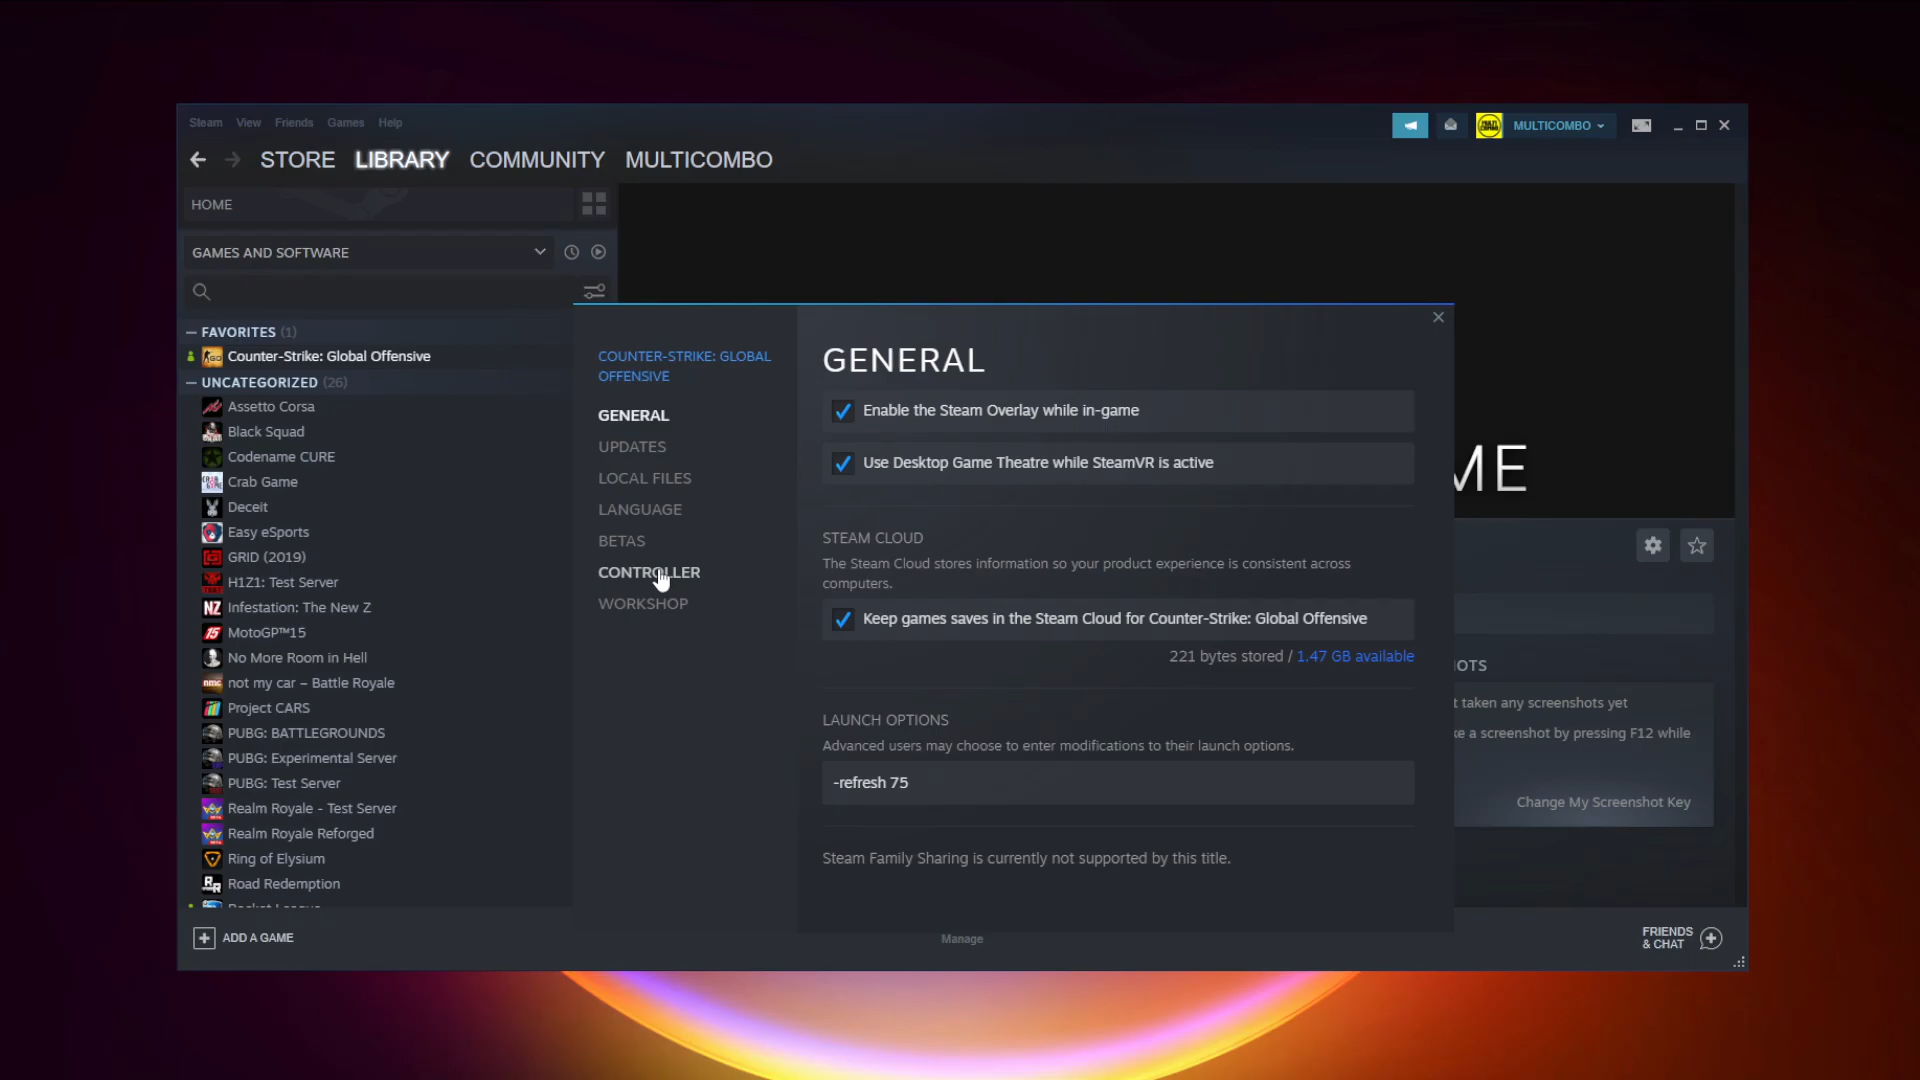 Steam View Friends Games Help
MULTICOMBO
STORE LIBRARY COMMUNITY MULTICOMBO
HOME
GAMES AND SOFTWARE
— FAVORITES (1)
Counter-Strike: Global Offensive
— UNCATEGORIZED (26)
Assetto Corsa
Black Squad
Codename CURE
Crab Game
Deceit
Easy eSports
GRID (2019)
H1Z1: Test Server
Infestation: The New Z
MotoGP™15
No More Room in Hell
not my car – Battle Royale
Project CARS
PUBG: BATTLEGROUNDS
PUBG: Experimental Server
PUBG: Test Server
Realm Royale - Test Server
Realm Royale Reforged
Ring of Elysium
Road Redemption
ADD A GAME
COUNTER-STRIKE: GLOBAL
OFFENSIVE
GENERAL
UPDATES
LOCAL FILES
LANGUAGE
BETAS
CONTROLLER
WORKSHOP
GENERAL
Enable the Steam Overlay while in-game
Use Desktop Game Theatre while SteamVR is active
STEAM CLOUD
The Steam Cloud stores information so your product experience is consistent across
computers.
Keep games saves in the Steam Cloud for Counter-Strike: Global Offensive
221 bytes stored / 1.47 GB available
LAUNCH OPTIONS
Advanced users may choose to enter modifications to their launch options.
-refresh 75
Steam Family Sharing is currently not supported by this title.
Manage
ME
OTS
t taken any screenshots yet
ke a screenshot by pressing F12 while
Change My Screenshot Key
FRIENDS
& CHAT